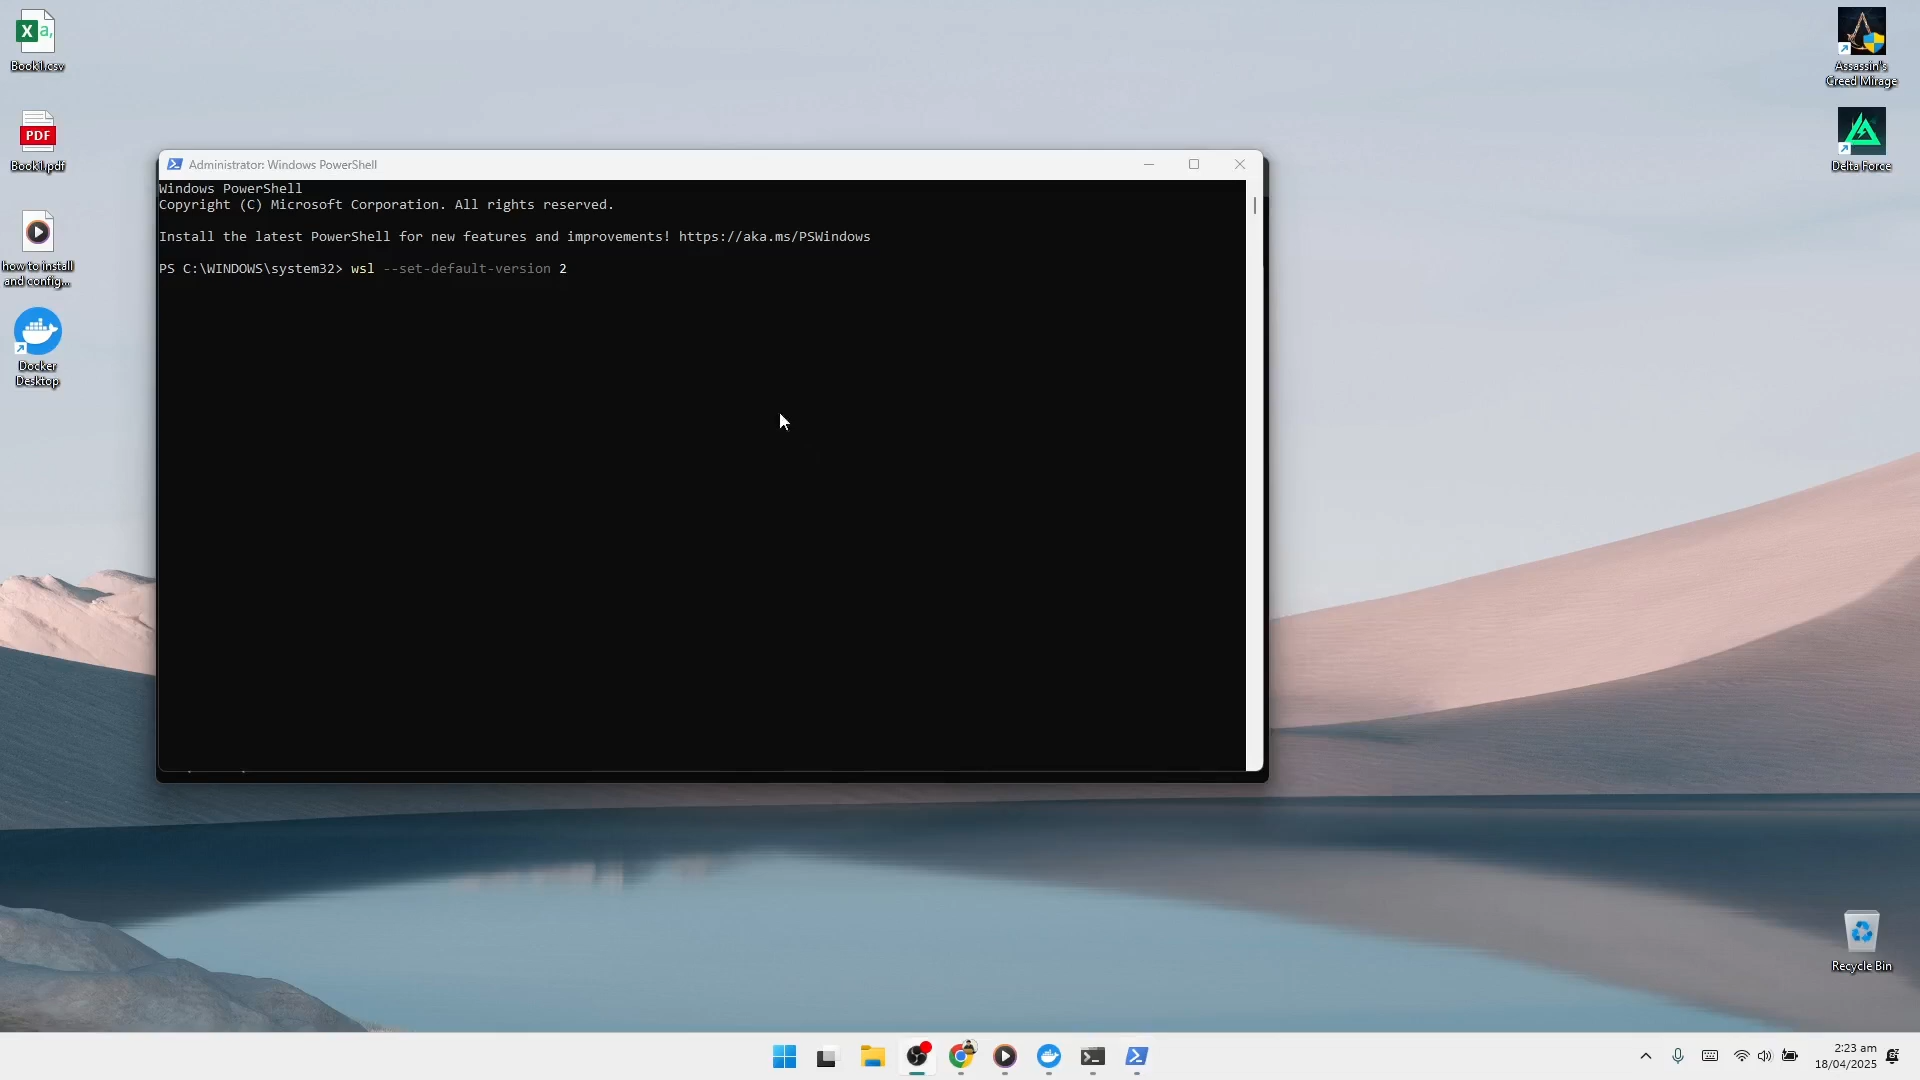 Book1.csv
Book1.pdf
how to install
and config...
Docker
Desktop
Administrator: Windows PowerShell
Windows PowerShell
Copyright (C) Microsoft Corporation. All rights reserved.
Install the latest PowerShell for new features and improvements! https://aka.ms/PSWindows
PS C:\WINDOWS\system32> wsl --set-default-version 2
Assassin's
Creed Mirage
Delta Force
Recycle Bin
2:23 am
18/04/2025
X a,
PDF